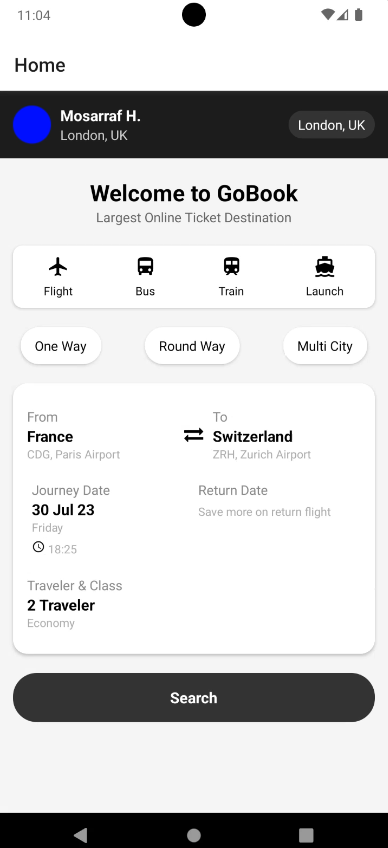 11:04
Home
Mosarraf H.
London, UK
London, UK
Welcome to GoBook
Largest Online Ticket Destination
Flight Bus Train Launch
One Way Round Way Multi City
From To
France Switzerland
CDG, Paris Airport ZRH, Zurich Airport
Journey Date Return Date
30 Jul 23 Save more on return flight
Friday
18:25
Traveler & Class
2 Traveler
Economy
Search